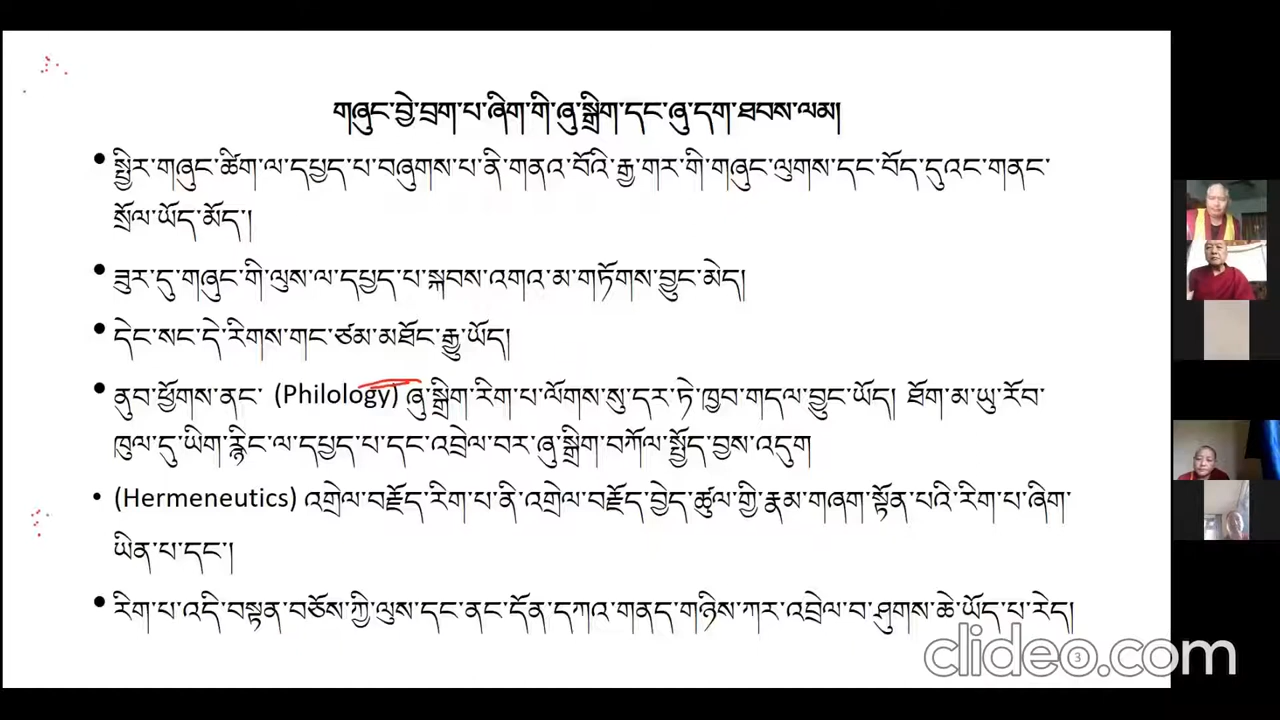 གཞུང་བྱེ་བྲག་པ་ཞིག་གི་ཞུ་སྒྲིག་དང་ཞུ་དག་ཐབས་ལམ།
• སྤྱིར་གཞུང་ཚིག་ལ་དཔྱད་པ་བཞུགས་པ་ནི་གནའ་བོའི་རྒྱ་གར་གི་གཞུང་ལུགས་དང་བོད་དུའང་གནང་
སྲོལ་ཡོད་མོད་།
• ཟུར་དུ་གཞུང་གི་ལུས་ལ་དཔྱད་པ་སྐབས་འགའ་མ་གཏོགས་བྱུང་མེད།
• དེང་སང་དེ་རིགས་གང་ཙམ་མཐོང་རྒྱུ་ཡོད།
• ནུབ་ཕྱོགས་ནང་ (Philology) ཞུ་སྒྲིག་རིག་པ་ལོགས་སུ་དར་ཏེ་ཁྱབ་གདལ་བྱུང་ཡོད། ཐོག་མ་ཡུ་རོབ་
ཁུལ་དུ་ཡིག་རྙིང་ལ་དཔྱད་པ་དང་འབྲེལ་བར་ཞུ་སྒྲིག་བཀོལ་སྤྱོད་བྱས་འདུག
• (Hermeneutics) འགྲེལ་བརྗོད་རིག་པ་ནི་འགྲེལ་བརྗོད་བྱེད་ཚུལ་གྱི་རྣམ་གཞག་སྟོན་པའི་རིག་པ་ཞིག་
ཡིན་པ་དང་།
• རིག་པ་འདི་བསྟན་བཅོས་ཀྱི་ལུས་དང་ནང་དོན་དཀའ་གནད་གཉིས་ཀར་འབྲེལ་བ་ཤུགས་ཆེ་ཡོད་པ་རེད།
clideo.com
3